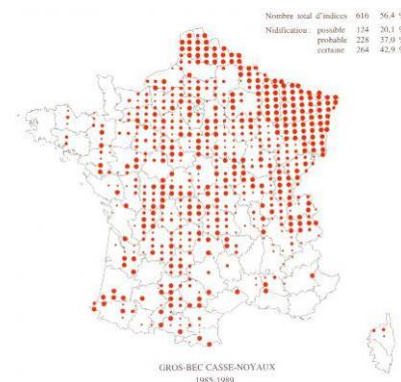 Nombre total d'indices 616 56,4 %
Nidification : possible 124 20,1 %
probable 228 37,0 %
certaine 264 42,9 %
GROS-BEC CASSE-NOYAUX
1985-1989